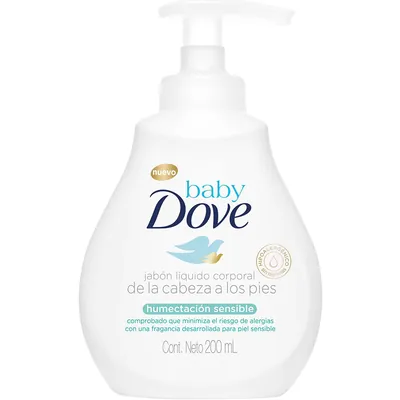 nuevo
baby
Dove
HIPOALERGÉNICO
jabón líquido corporal
de la cabeza a los pies
humectación sensible
comprobado que minimiza el riesgo de alergias
con una fragancia desarrollada para piel sensible
Cont. Neto 200 mL